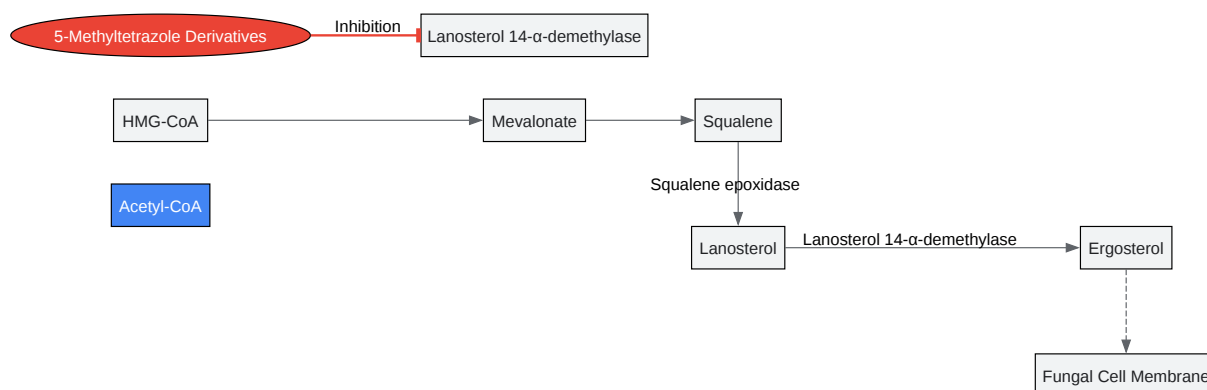 Inhibition
5-Methyltetrazole Derivatives
Lanosterol 14-α-demethylase
HMG-CoA
Mevalonate
Squalene
Squalene epoxidase
Acetyl-CoA
Lanosterol
Lanosterol 14-α-demethylase
Ergosterol
Fungal Cell Membrane